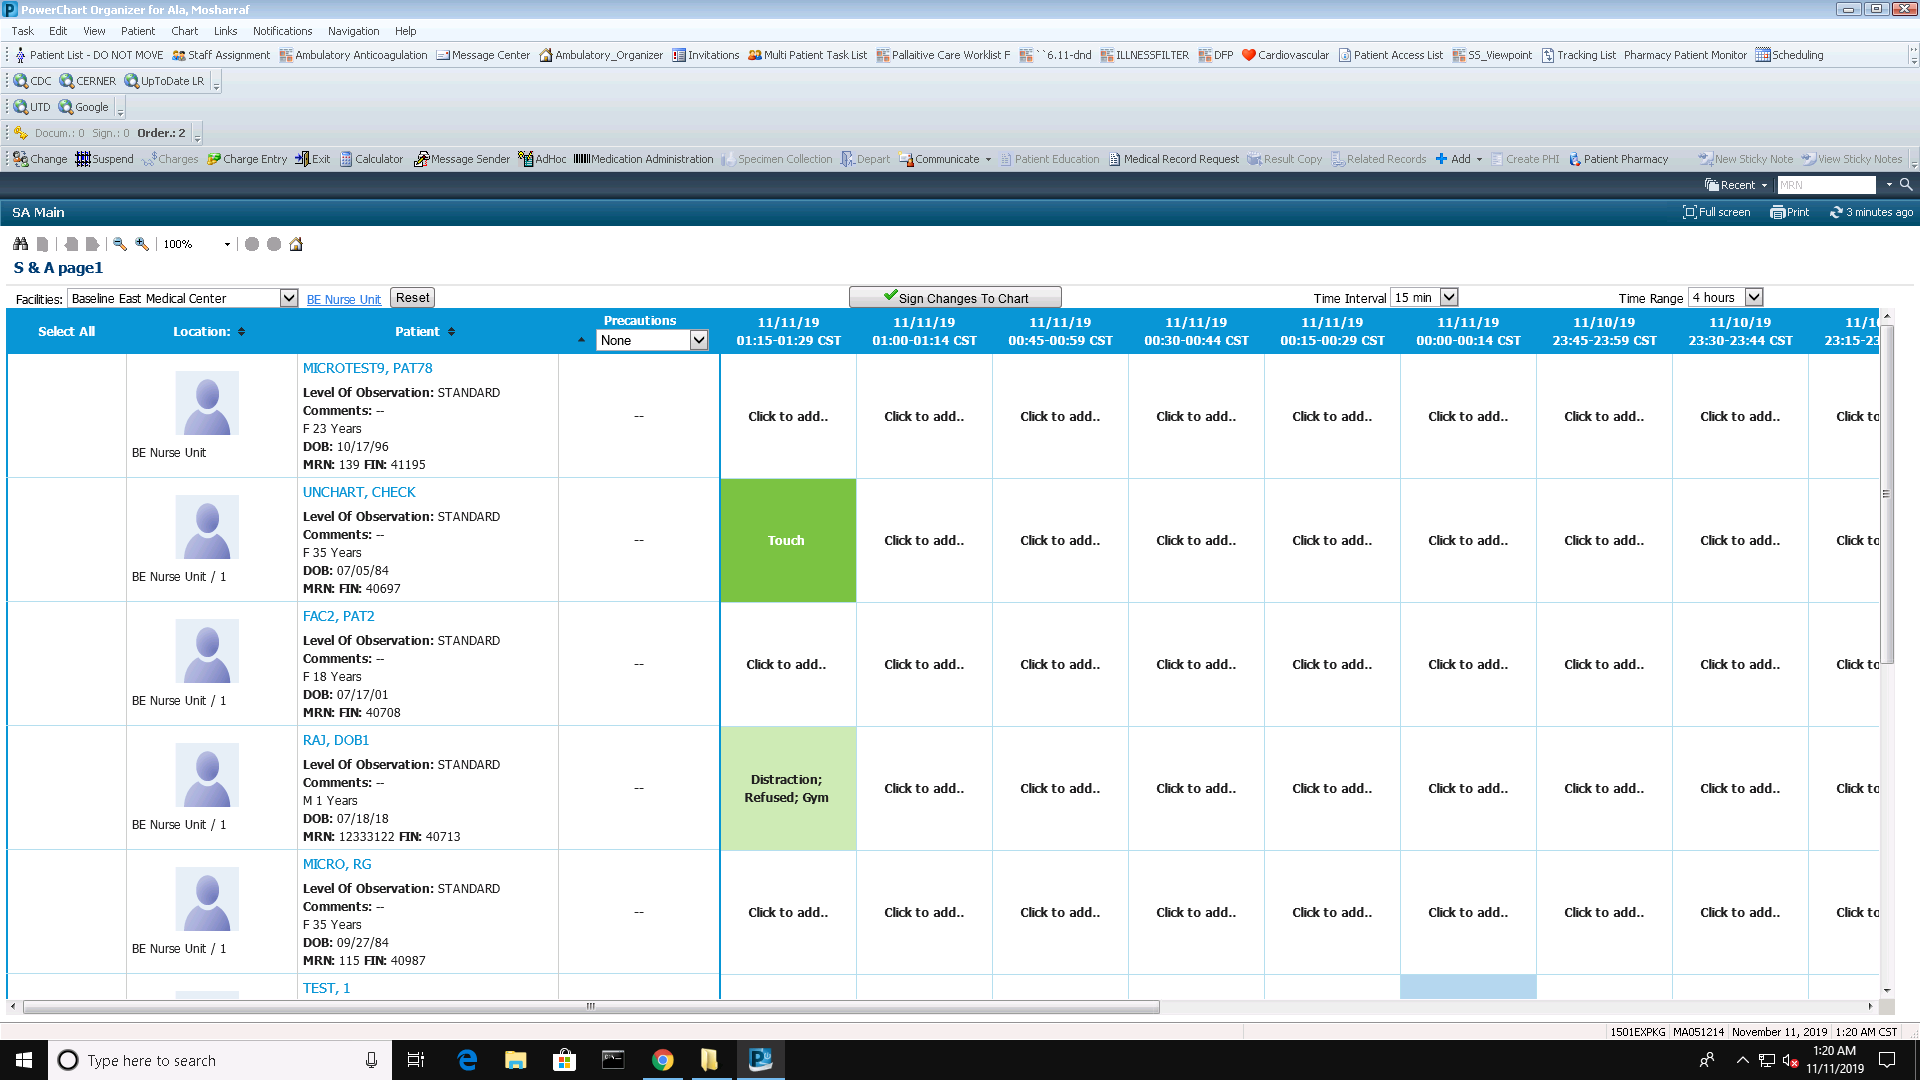 PowerChart Organizer for Ala, Mosharraf
Task Edit View Patient Chart Links Notifications Navigation Help
Patient List - DO NOT MOVE Staff Assignment Ambulatory Anticoagulation Message Center Ambulatory_Organizer Invitations Multi Patient Task List Pallaitive Care Worklist F ``6.11-dnd ILLNESSFILTER DFP Cardiovascular Patient Access List SS_Viewpoint Tracking List Pharmacy Patient Monitor Scheduling
CDC CERNER UpToDate LR
UTD Google
Docum.: 0 Sign.: 0 Order.: 2
Change Suspend Charges Charge Entry Exit Calculator Message Sender AdHoc Medication Administration Specimen Collection Depart Communicate Patient Education Medical Record Request Result Copy Related Records Add Create PHI Patient Pharmacy New Sticky Note View Sticky Notes
Recent MRN
SA Main Full screen Print 3 minutes ago
100%
S & A page1
Facilities: Baseline East Medical Center BE Nurse Unit Reset Sign Changes To Chart Time Interval 15 min Time Range 4 hours
Select All Location: Patient Precautions None
11/11/19 11/11/19 11/11/19 11/11/19 11/11/19 11/11/19 11/10/19 11/10/19 11/1
01:15-01:29 CST 01:00-01:14 CST 00:45-00:59 CST 00:30-00:44 CST 00:15-00:29 CST 00:00-00:14 CST 23:45-23:59 CST 23:30-23:44 CST 23:15-23
MICROTEST9, PAT78
Level Of Observation: STANDARD
Comments: --
F 23 Years
DOB: 10/17/96
MRN: 139 FIN: 41195
BE Nurse Unit
-- Click to add.. Click to add.. Click to add.. Click to add.. Click to add.. Click to add.. Click to add.. Click to add.. Click to
UNCHART, CHECK
Level Of Observation: STANDARD
Comments: --
F 35 Years
DOB: 07/05/84
MRN: FIN: 40697
BE Nurse Unit / 1
-- Touch Click to add.. Click to add.. Click to add.. Click to add.. Click to add.. Click to add.. Click to add.. Click to
FAC2, PAT2
Level Of Observation: STANDARD
Comments: --
F 18 Years
DOB: 07/17/01
MRN: FIN: 40708
BE Nurse Unit / 1
-- Click to add.. Click to add.. Click to add.. Click to add.. Click to add.. Click to add.. Click to add.. Click to add.. Click to
RAJ, DOB1
Level Of Observation: STANDARD
Comments: --
M 1 Years
DOB: 07/18/18
MRN: 12333122 FIN: 40713
BE Nurse Unit / 1
-- Distraction;
Refused; Gym
Click to add.. Click to add.. Click to add.. Click to add.. Click to add.. Click to add.. Click to add.. Click to
MICRO, RG
Level Of Observation: STANDARD
Comments: --
F 35 Years
DOB: 09/27/84
MRN: 115 FIN: 40987
BE Nurse Unit / 1
-- Click to add.. Click to add.. Click to add.. Click to add.. Click to add.. Click to add.. Click to add.. Click to add.. Click to
TEST, 1
1501EXPKG MA051214 November 11, 2019 1:20 AM CST
Type here to search
1:20 AM
11/11/2019